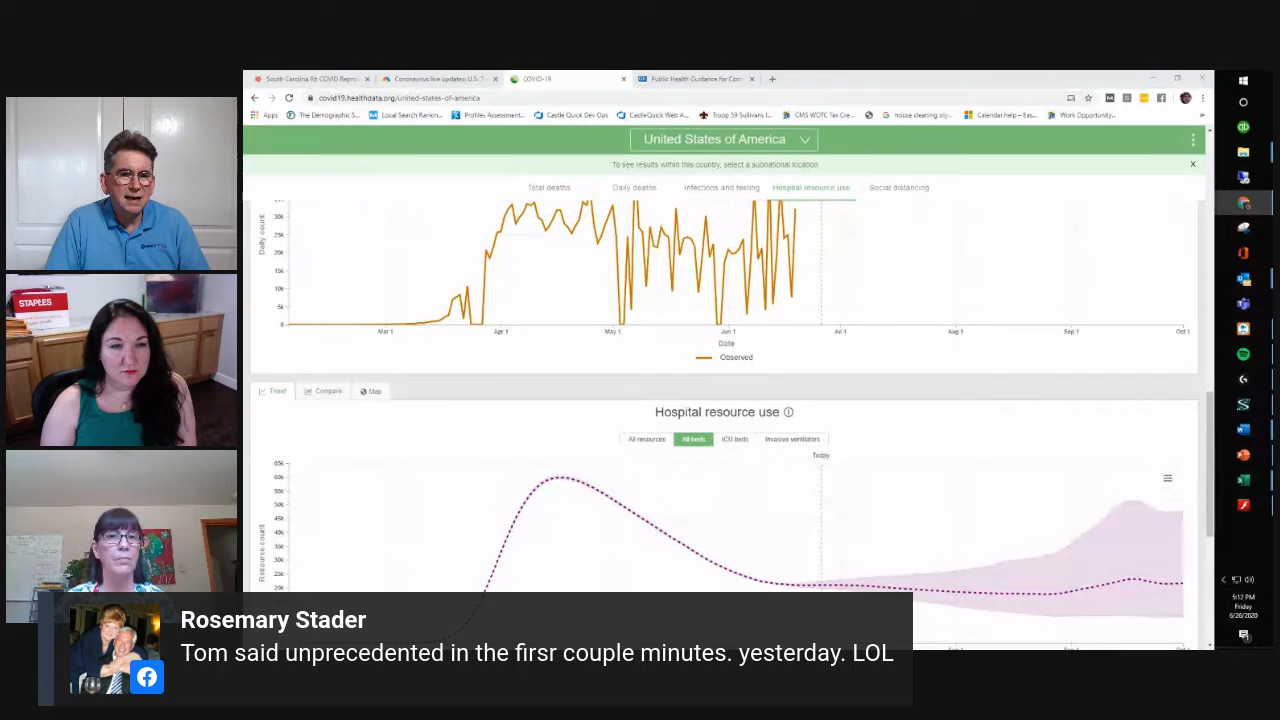 South Carolina Rt: COVID Repro
Coronavirus live updates: U.S. 7
COVID-19
Public Health Guidance for Com
covid19.healthdata.org/united-states-of-america
Apps
The Demographic S...
Local Search Rankin...
Profiles Assessment...
Castle Quick Dev Ops
CastleQuick Web A...
Troop 59 Sullivans I...
CMS WOTC Tax Cre...
house cleaning oly...
Calendar.help – Eas...
Work Opportunity...
United States of America
To see results within this country, select a subnational location
X
Total deaths
Daily deaths
Infections and testing
Hospital resource use
Social distancing
Daily count
30k
25k
20k
15k
10k
5k
0
Mar 1
Apr 1
May 1
Jun 1
Jul 1
Aug 1
Sep 1
Oct 1
Date
Observed
Trend
Compare
Map
Hospital resource use
All resources
All beds
ICU beds
Invasive ventilators
Today
Resource count
65k
60k
55k
50k
45k
40k
35k
30k
25k
20k
STAPLES
5:12 PM
Friday
6/26/2020
Rosemary Stader
Tom said unprecedented in the firsr couple minutes. yesterday. LOL